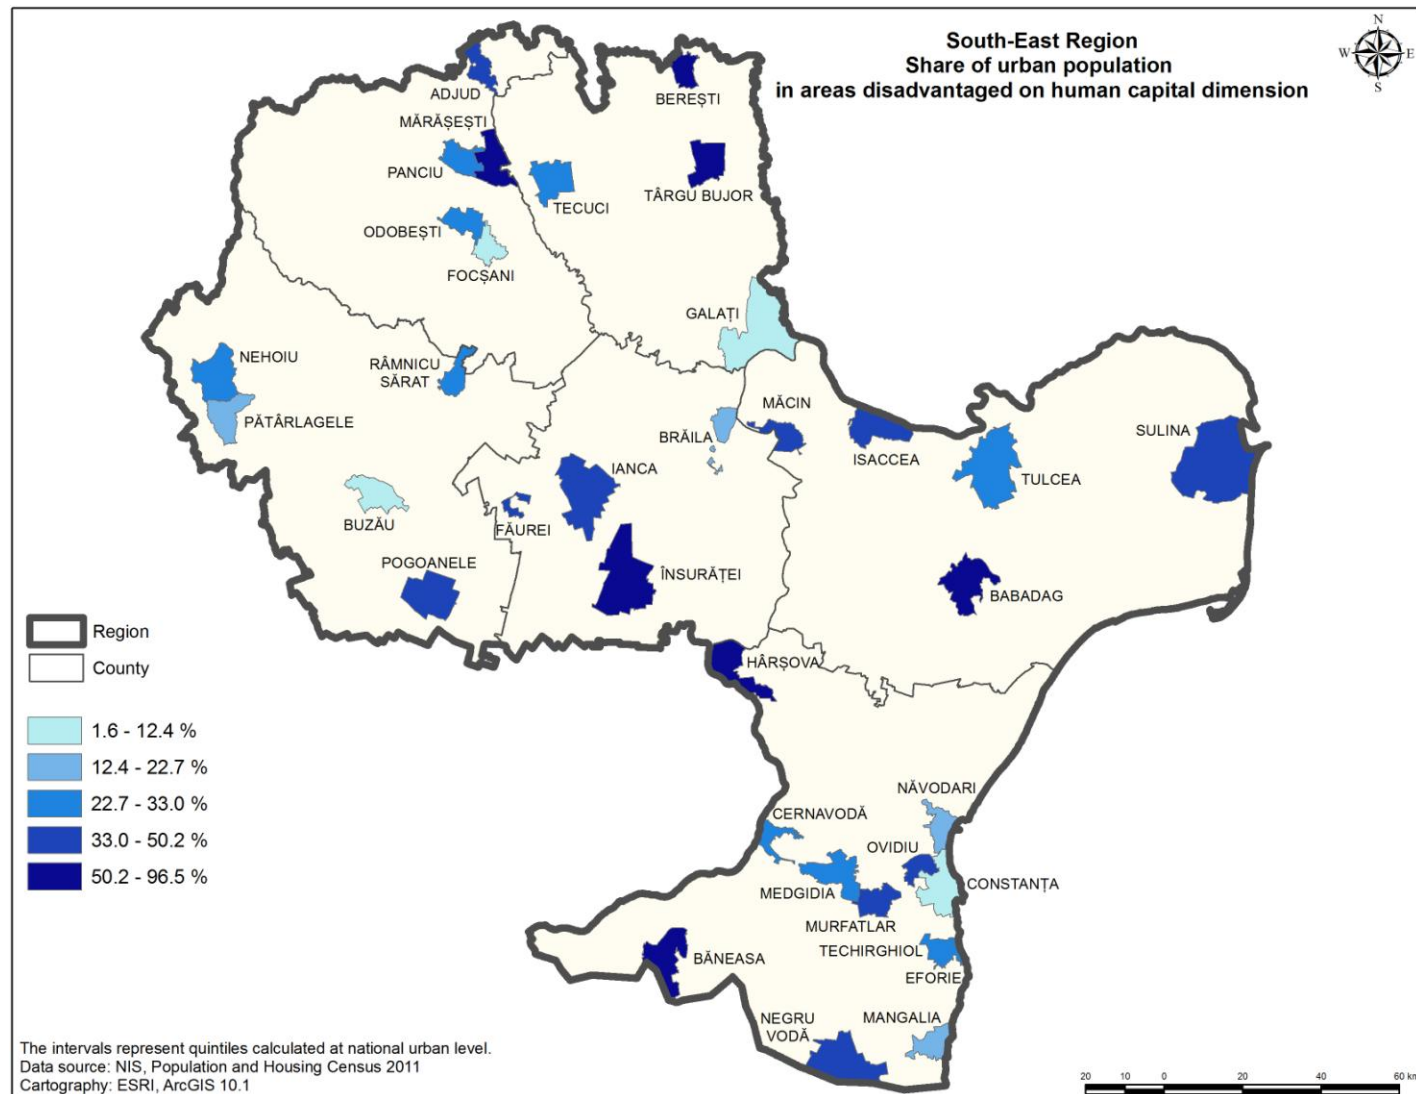 South-East Region
Share of urban population
in areas disadvantaged on human capital dimension
N
W E
S
ADJUD
BEREȘTI
MĂRĂȘEȘTI
PANCIU
TECUCI
TÂRGU BUJOR
ODOBEȘTI
FOCȘANI
GALAȚI
NEHOIU
RÂMNICU
SĂRAT
PĂTÂRLAGELE
MĂCIN
BRĂILA
ISACCEA
SULINA
TULCEA
IANCA
BUZĂU
FĂUREI
POGOANELE
ÎNSURĂȚEI
BABADAG
HÂRȘOVA
Region
County
1.6 - 12.4 %
12.4 - 22.7 %
22.7 - 33.0 %
33.0 - 50.2 %
50.2 - 96.5 %
NĂVODARI
CERNAVODĂ
OVIDIU
CONSTANȚA
MEDGIDIA
MURFATLAR
TECHIRGHIOL
BĂNEASA
EFORIE
NEGRU
VODĂ
MANGALIA
The intervals represent quintiles calculated at national urban level.
Data source: NIS, Population and Housing Census 2011
Cartography: ESRI, ArcGIS 10.1
20 10 0 20 40 60 km